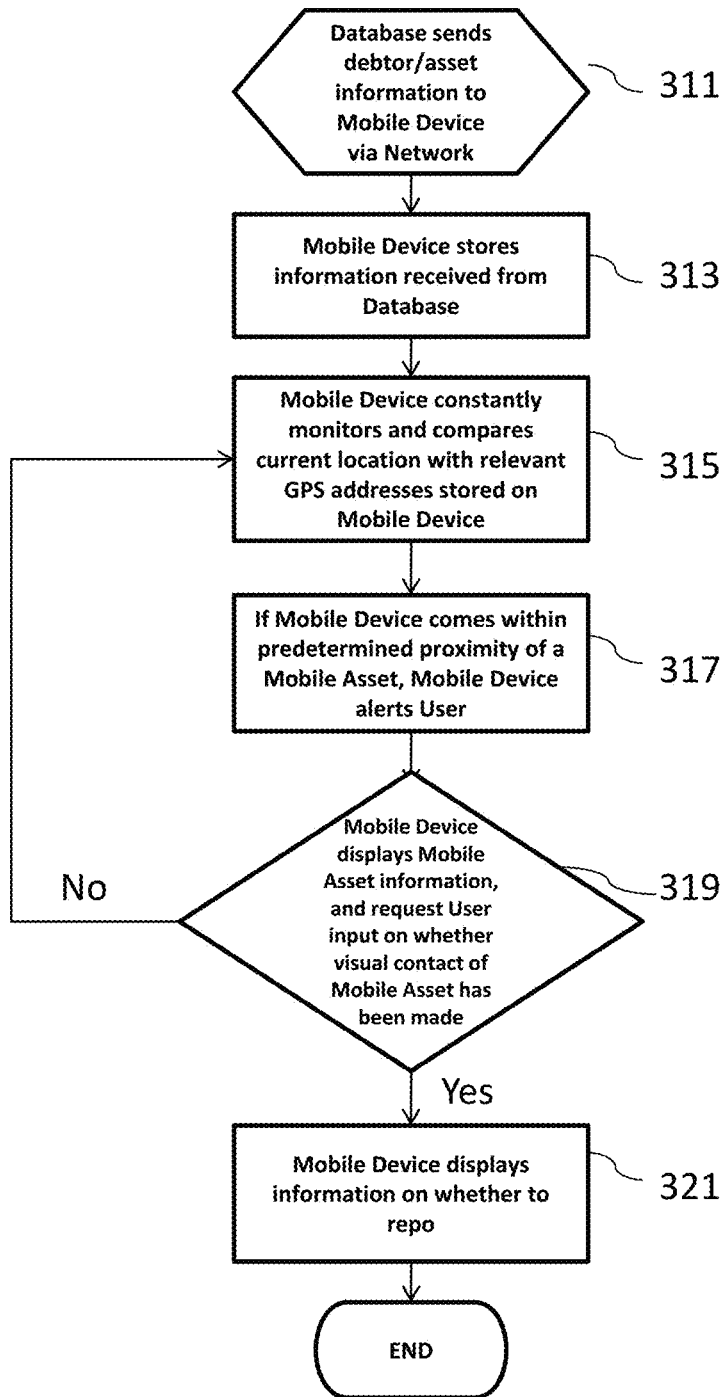 Database sends
debtor/asset
information to
Mobile Device
via Network
311
Mobile Device stores
information received from
Database
313
Mobile Device constantly
monitors and compares
current location with relevant
GPS addresses stored on
Mobile Device
315
If Mobile Device comes within
predetermined proximity of a
Mobile Asset, Mobile Device
alerts User
317
Mobile Device
displays Mobile
Asset information,
and request User
input on whether
visual contact of
Mobile Asset has
been made
319
No
Yes
Mobile Device displays
information on whether to
repo
321
END